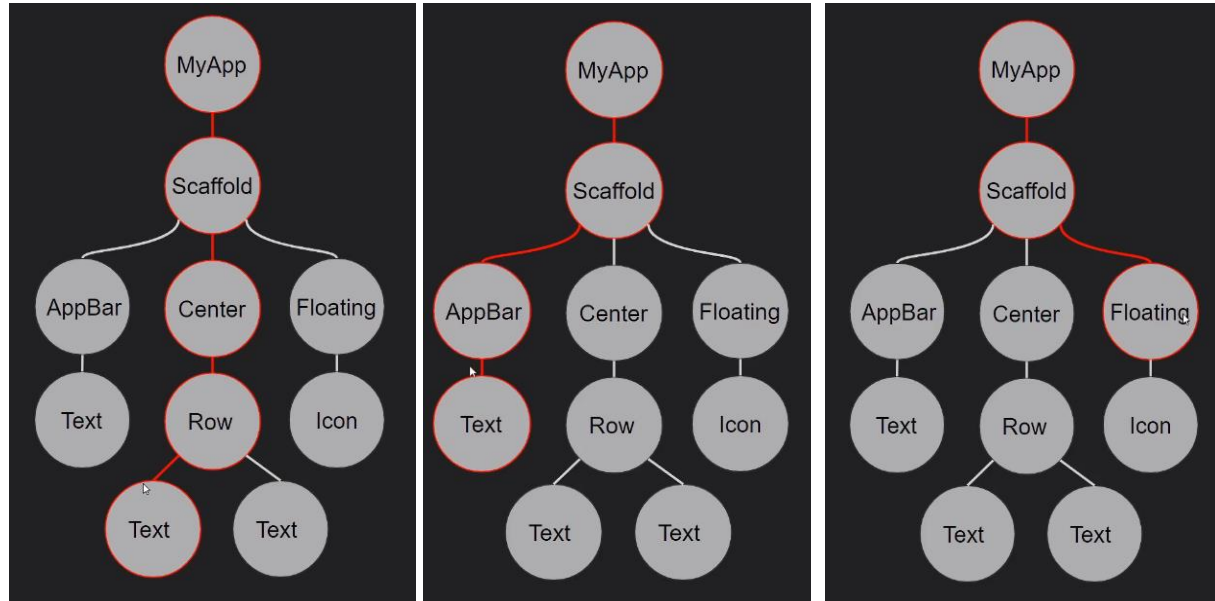 MyApp
Scaffold
AppBar Center Floating
Text Row Icon
Text Text
MyApp
Scaffold
AppBar Center Floating
Text Row Icon
Text Text
MyApp
Scaffold
AppBar Center Floating
Text Row Icon
Text Text